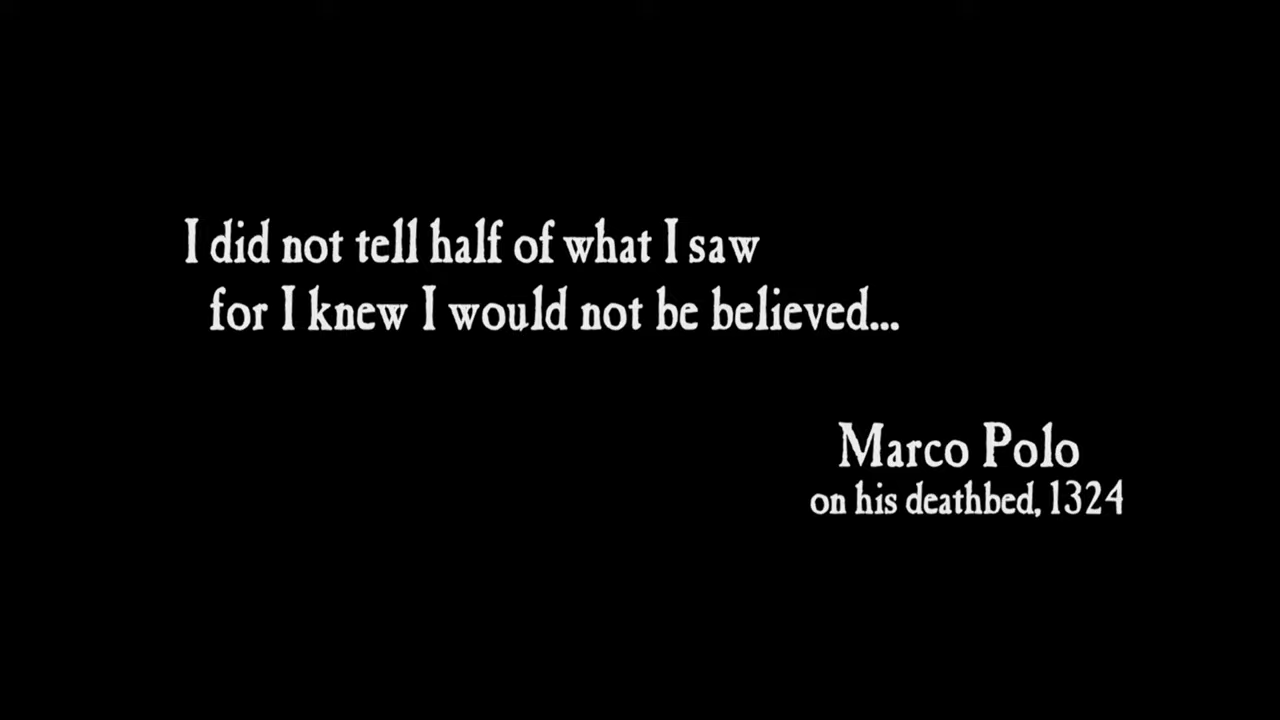 I did not tell half of what I saw
for I knew I would not be believed...
Marco Polo
on his deathbed, 1324